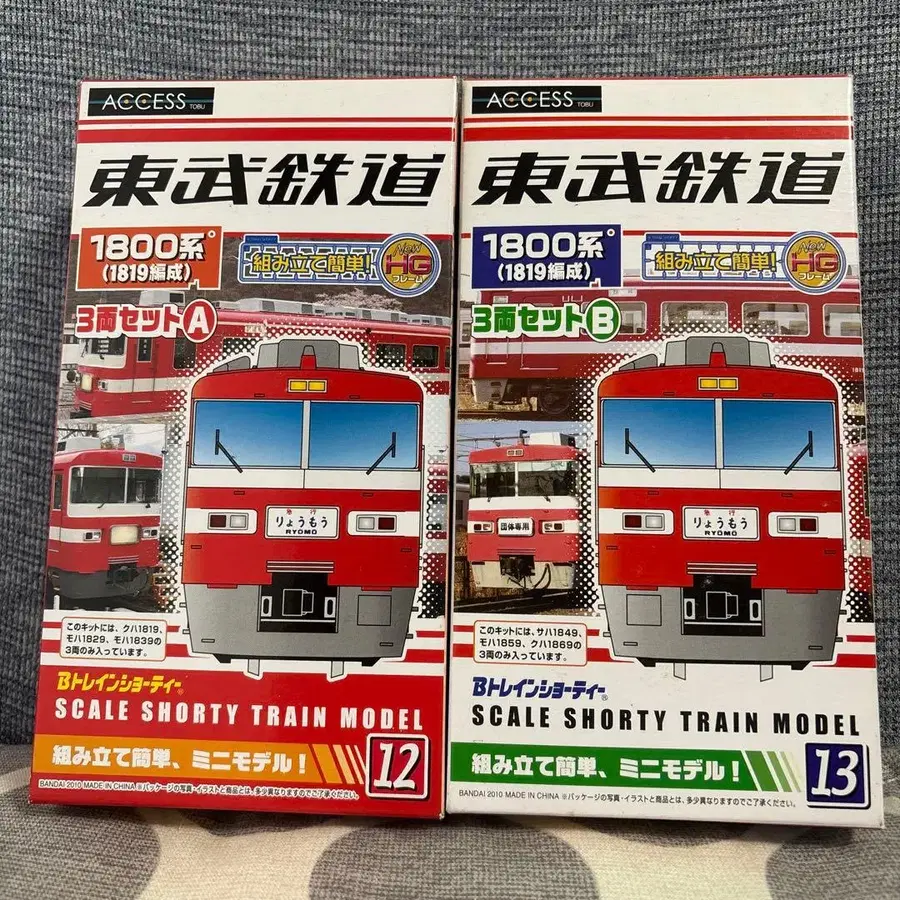 ACCESS TOBU
東武鉄道
1800系
(1819編成)
組み立て簡単!
New
HG
フレーム
3両セットA
急行
りょうもう
RYOMO
このキットには、クハ1819、
モハ1829、モハ1839の
3両のみ入っています。
Bトレインショーティー®
SCALE SHORTY TRAIN MODEL
組み立て簡単、ミニモデル!
12
BANDAI 2010 MADE IN CHINA ※パッケージの写真・イラストと商品とは、多少異なりますのでご了承ください。
ACCESS TOBU
東武鉄道
1800系
(1819編成)
組み立て簡単!
New
HG
フレーム
3両セットB
団体専用
急行
りょうもう
RYOMO
このキットには、サハ1849、
モハ1859、クハ1869の
3両のみ入っています。
Bトレインショーティー®
SCALE SHORTY TRAIN MODEL
組み立て簡単、ミニモデル!
13
BANDAI 2010 MADE IN CHINA ※パッケージの写真・イラストと商品とは、多少異なりますのでご了承ください。